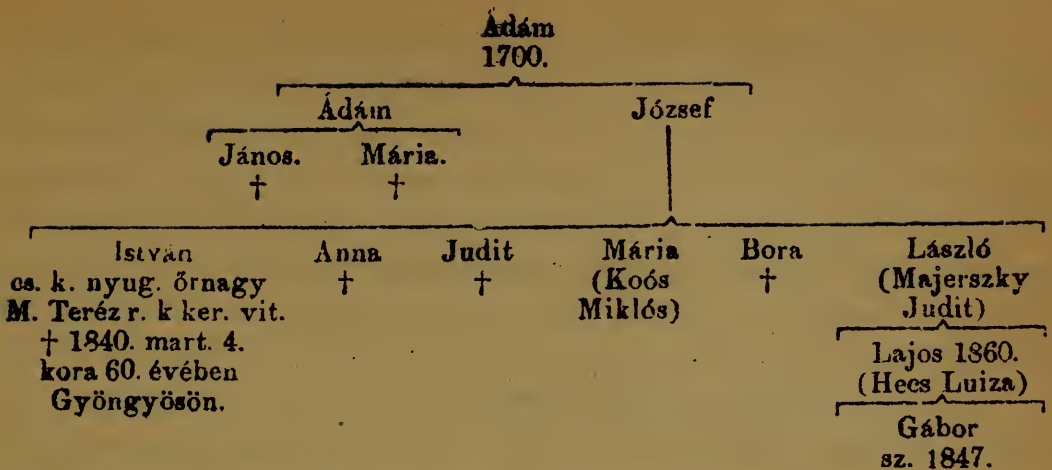 Ádám
1700.
Ádám József
János. Mária.
† †
István Anna Judit Mária Bora László
cs. k. nyug. őrnagy † † (Koós † (Majerszky
M. Teréz r. k ker. vit. Miklós) Judit)
† 1840. mart. 4. Lajos 1860.
kora 60. évében (Hecs Luiza)
Gyöngyösön. Gábor
sz. 1847.